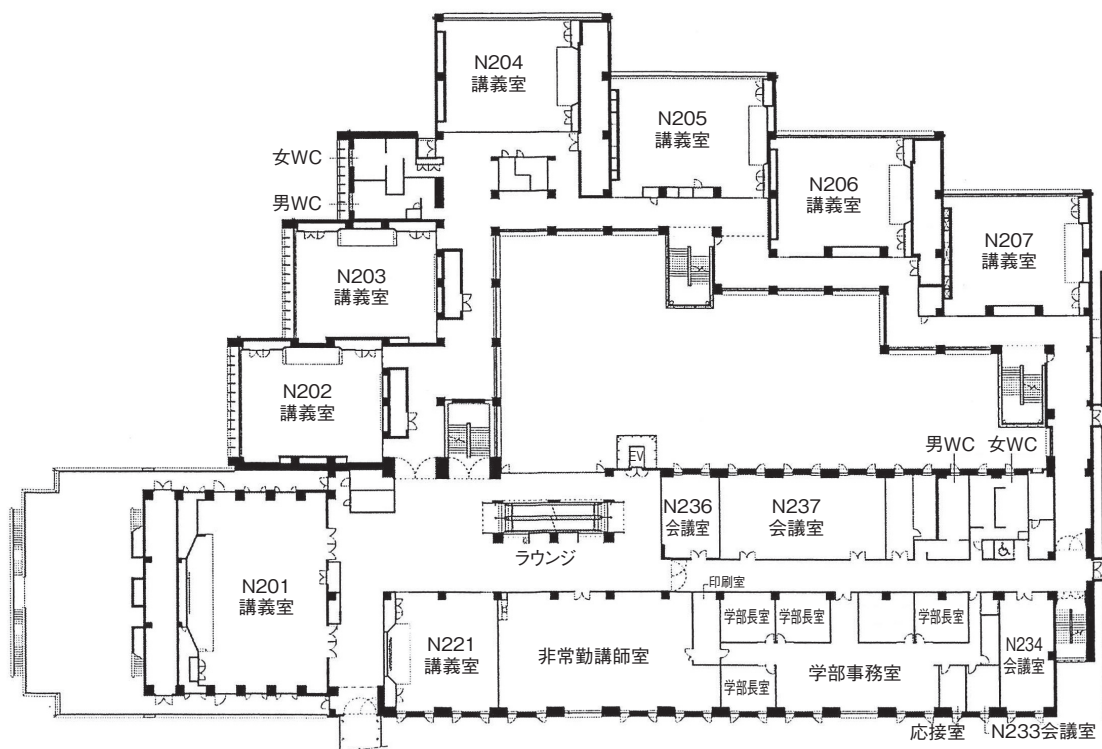 N204
講義室
N205
講義室
女WC
N206
講義室
男WC
N207
講義室
N203
講義室
N202
講義室
男WC
女WC
EV
N236
会議室
N237
会議室
ラウンジ
N201
講義室
印刷室
学部長室
学部長室
学部長室
N221
講義室
非常勤講師室
学部事務室
N234
会議室
学部長室
応接室
N233会議室